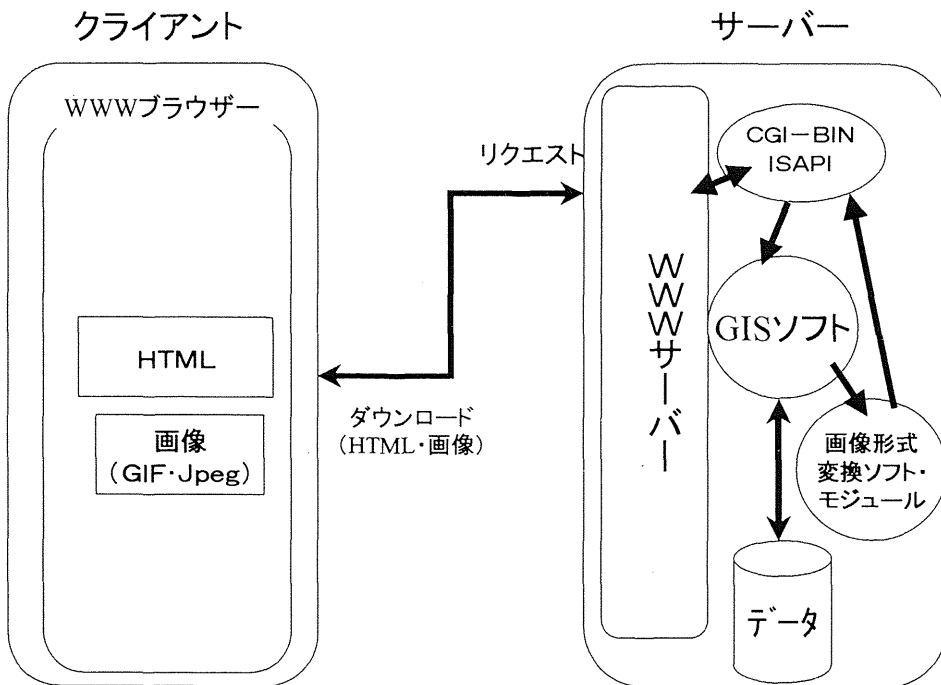 クライアント
サーバー
WWWブラウザー
HTML
画像
(GIF・Jpeg)
リクエスト
ダウンロード
(HTML・画像)
WWWサーバー
CGI－BIN
ISAPI
GISソフト
画像形式
変換ソフト・
モジュール
データ